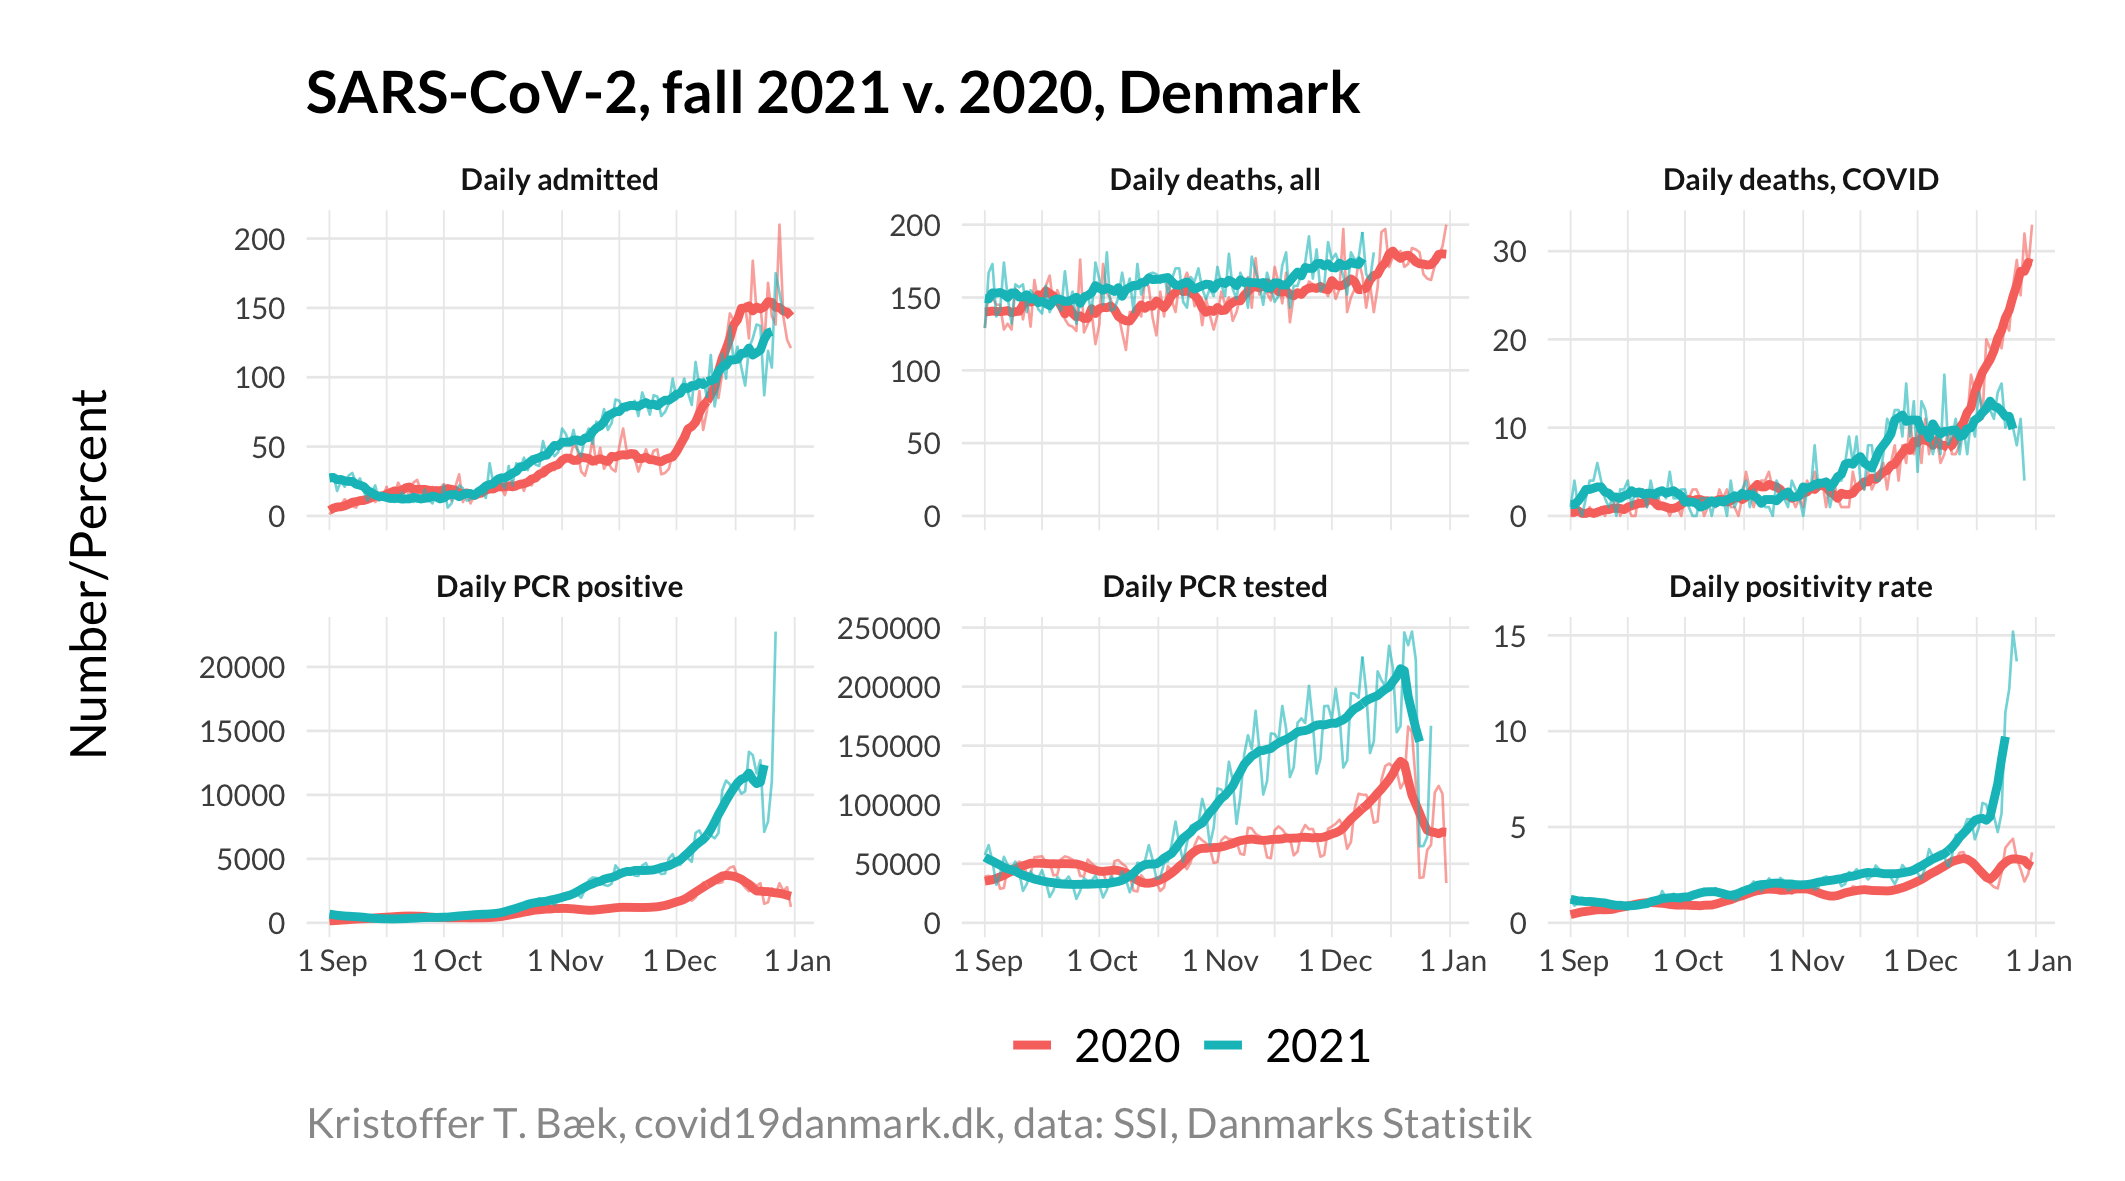 SARS-CoV-2, fall 2021 v. 2020, Denmark
Number/Percent
Daily admitted
200
150
100
50
0
Daily deaths, all
200
150
100
50
0
Daily deaths, COVID
30
20
10
0
Daily PCR positive
20000
15000
10000
5000
0
1 Sep 1 Oct 1 Nov 1 Dec 1 Jan
Daily PCR tested
250000
200000
150000
100000
50000
0
1 Sep 1 Oct 1 Nov 1 Dec 1 Jan
Daily positivity rate
15
10
5
0
1 Sep 1 Oct 1 Nov 1 Dec 1 Jan
2020 2021
Kristoffer T. Bæk, covid19danmark.dk, data: SSI, Danmarks Statistik